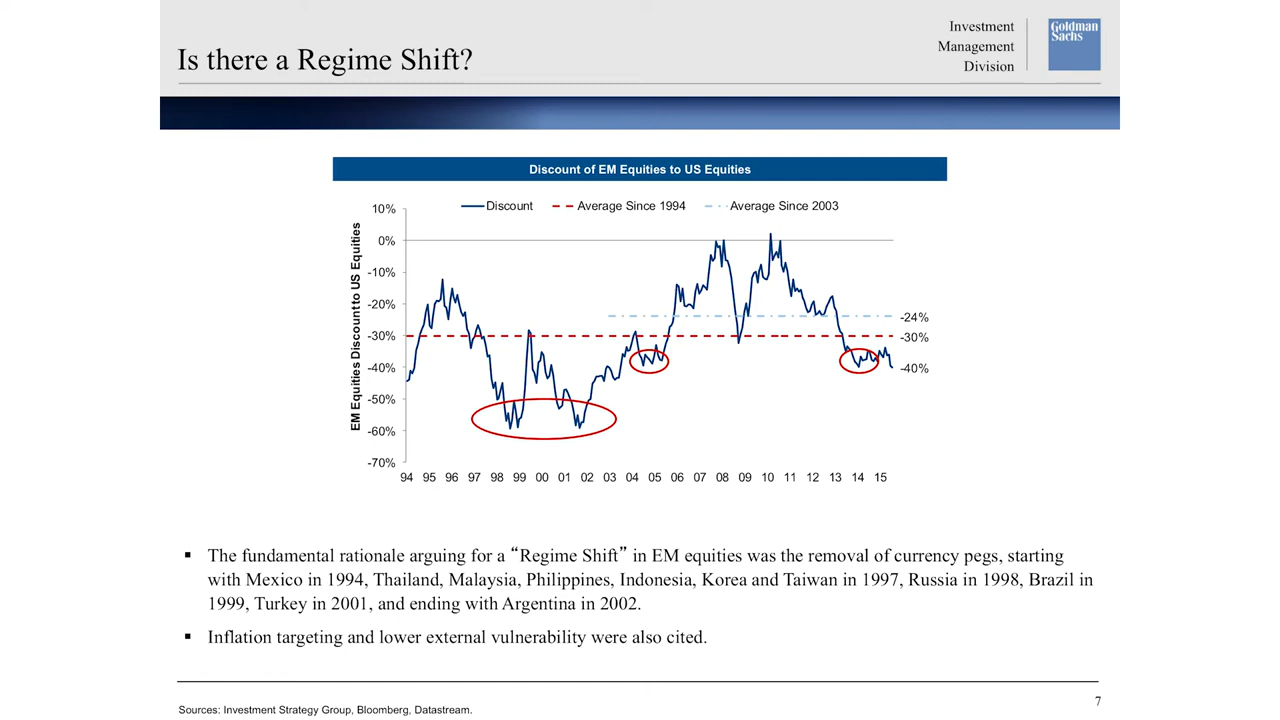 Is there a Regime Shift?
Investment
Management
Division
Goldman
Sachs
Discount of EM Equities to US Equities
Discount
Average Since 1994
Average Since 2003
EM Equities Discount to US Equities
10%
0%
-10%
-20%
-30%
-40%
-50%
-60%
-70%
-24%
-30%
-40%
94 95 96 97 98 99 00 01 02 03 04 05 06 07 08 09 10 11 12 13 14 15
▪ The fundamental rationale arguing for a “Regime Shift” in EM equities was the removal of currency pegs, starting
with Mexico in 1994, Thailand, Malaysia, Philippines, Indonesia, Korea and Taiwan in 1997, Russia in 1998, Brazil in
1999, Turkey in 2001, and ending with Argentina in 2002.
▪ Inflation targeting and lower external vulnerability were also cited.
7
Sources: Investment Strategy Group, Bloomberg, Datastream.